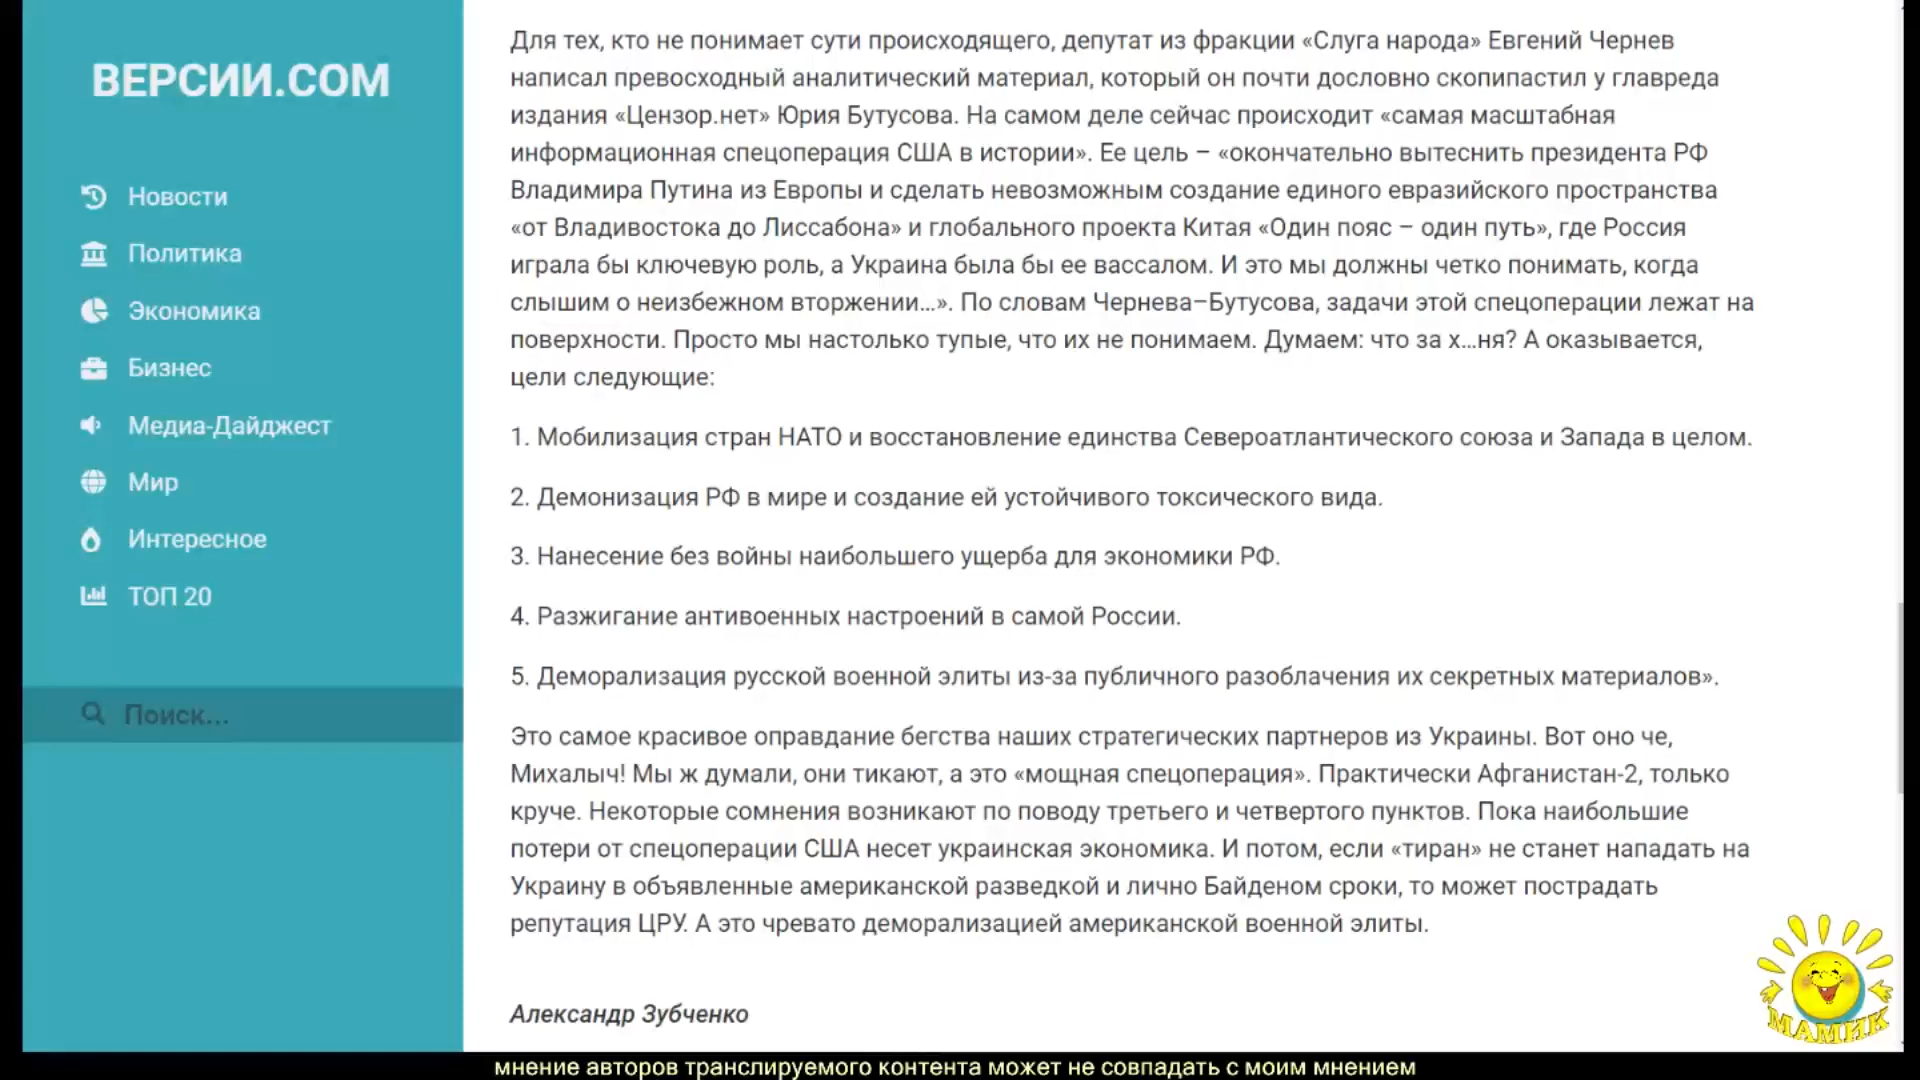 ВЕРСИИ.COM
Новости
Политика
Экономика
Бизнес
Медиа-Дайджест
Мир
Интересное
ТОП 20
Поиск...
Для тех, кто не понимает сути происходящего, депутат из фракции «Слуга народа» Евгений Чернев
написал превосходный аналитический материал, который он почти дословно скопипастил у главреда
издания «Цензор.нет» Юрия Бутусова. На самом деле сейчас происходит «самая масштабная
информационная спецоперация США в истории». Ее цель – «окончательно вытеснить президента РФ
Владимира Путина из Европы и сделать невозможным создание единого евразийского пространства
«от Владивостока до Лиссабона» и глобального проекта Китая «Один пояс – один путь», где Россия
играла бы ключевую роль, а Украина была бы ее вассалом. И это мы должны четко понимать, когда
слышим о неизбежном вторжении…». По словам Чернева–Бутусова, задачи этой спецоперации лежат на
поверхности. Просто мы настолько тупые, что их не понимаем. Думаем: что за х…ня? А оказывается,
цели следующие:
1. Мобилизация стран НАТО и восстановление единства Североатлантического союза и Запада в целом.
2. Демонизация РФ в мире и создание ей устойчивого токсического вида.
3. Нанесение без войны наибольшего ущерба для экономики РФ.
4. Разжигание антивоенных настроений в самой России.
5. Деморализация русской военной элиты из-за публичного разоблачения их секретных материалов».
Это самое красивое оправдание бегства наших стратегических партнеров из Украины. Вот оно че,
Михалыч! Мы ж думали, они тикают, а это «мощная спецоперация». Практически Афганистан-2, только
круче. Некоторые сомнения возникают по поводу третьего и четвертого пунктов. Пока наибольшие
потери от спецоперации США несет украинская экономика. И потом, если «тиран» не станет нападать на
Украину в объявленные американской разведкой и лично Байденом сроки, то может пострадать
репутация ЦРУ. А это чревато деморализацией американской военной элиты.
Александр Зубченко
МАМИК
мнение авторов транслируемого контента может не совпадать с моим мнением